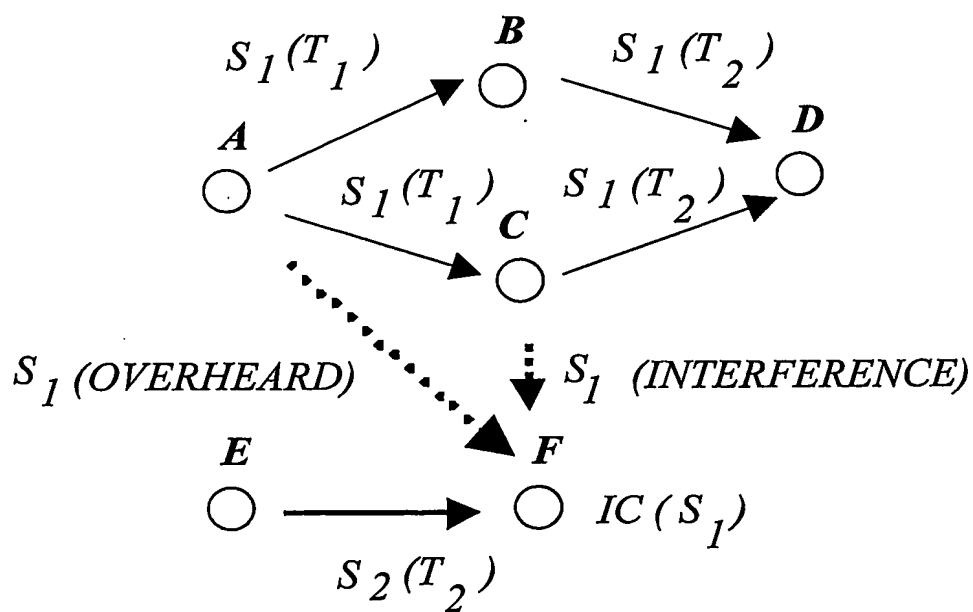 B
S1(T1) S1(T2)
A D
S1(T1) S1(T2)
C
S1 (OVERHEARD) S1 (INTERFERENCE)
E F
IC(S1)
S2(T2)